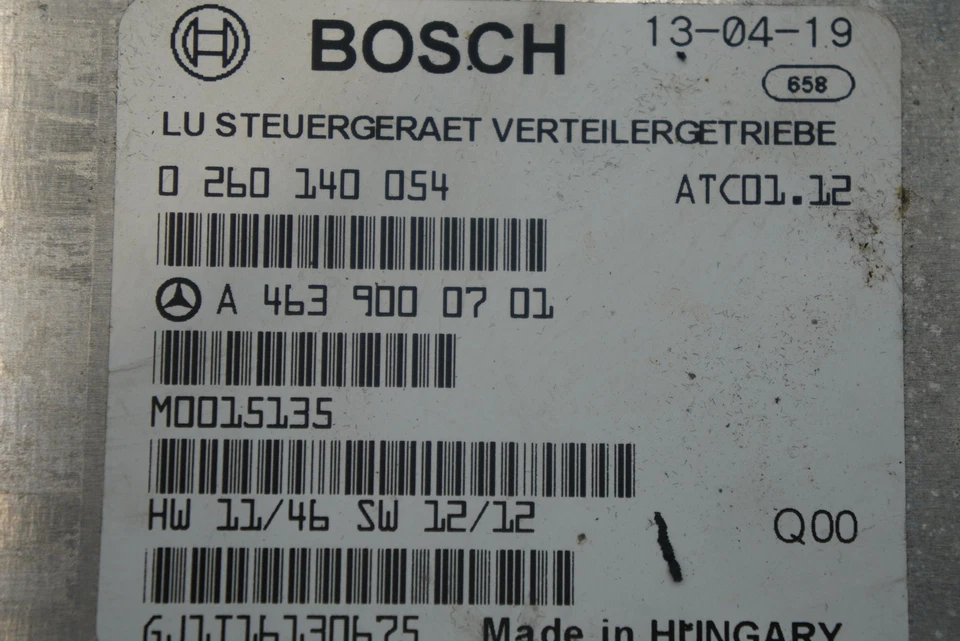 BOSCH 13-04-19
658
LU STEUERGERAET VERTEILERGETRIEBE
0 260 140 054 ATC01.12
A 463 900 07 01
M0015135
HW 11/46 SW 12/12
Q00
GJ1T16130675 Made in HUNGARY